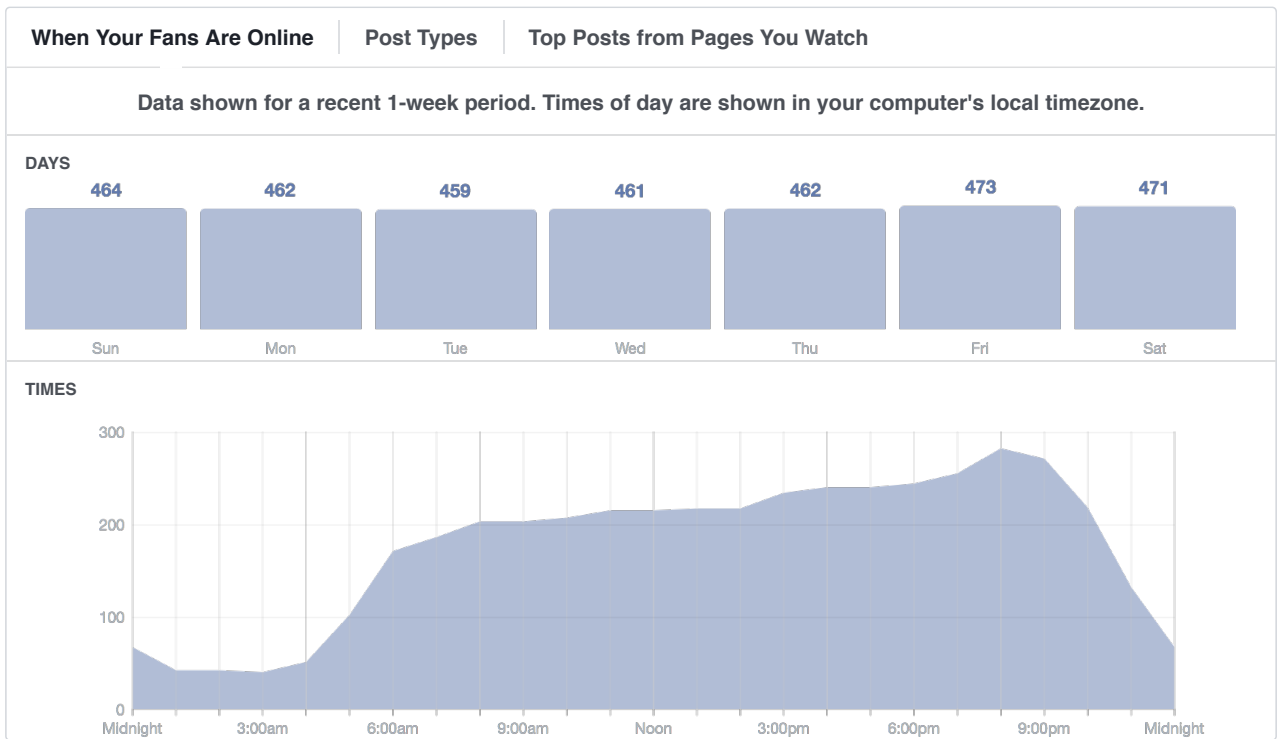 When Your Fans Are Online Post Types Top Posts from Pages You Watch
Data shown for a recent 1-week period. Times of day are shown in your computer's local timezone.
DAYS
464 462 459 461 462 473 471
Sun Mon Tue Wed Thu Fri Sat
TIMES
300
200
100
0
Midnight 3:00am 6:00am 9:00am Noon 3:00pm 6:00pm 9:00pm Midnight